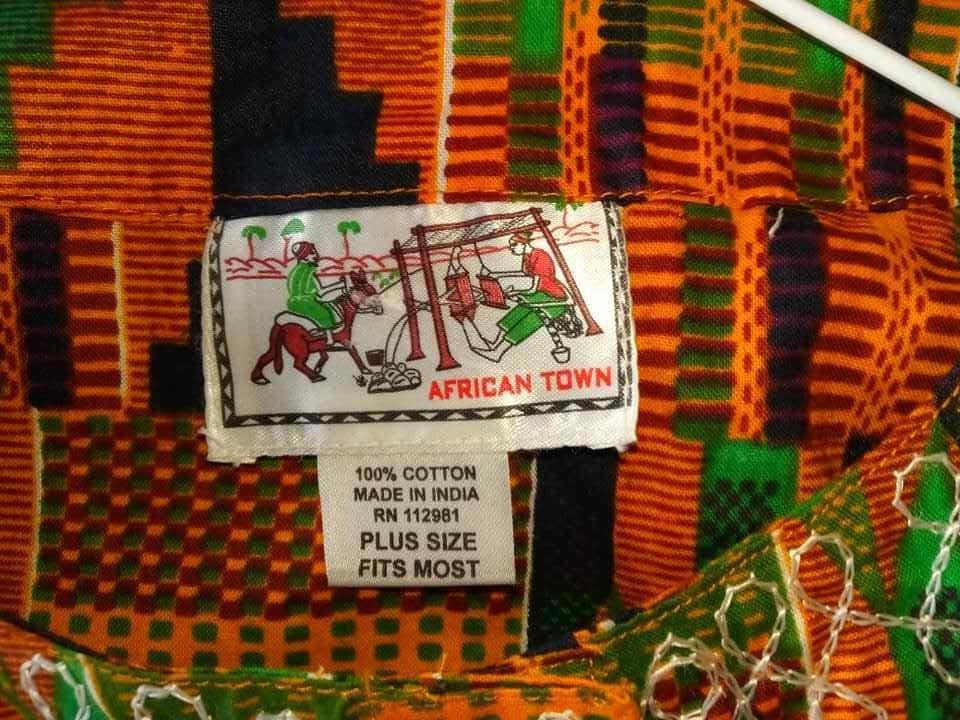 AFRICAN TOWN
100% COTTON
MADE IN INDIA
RN 112981
PLUS SIZE
FITS MOST